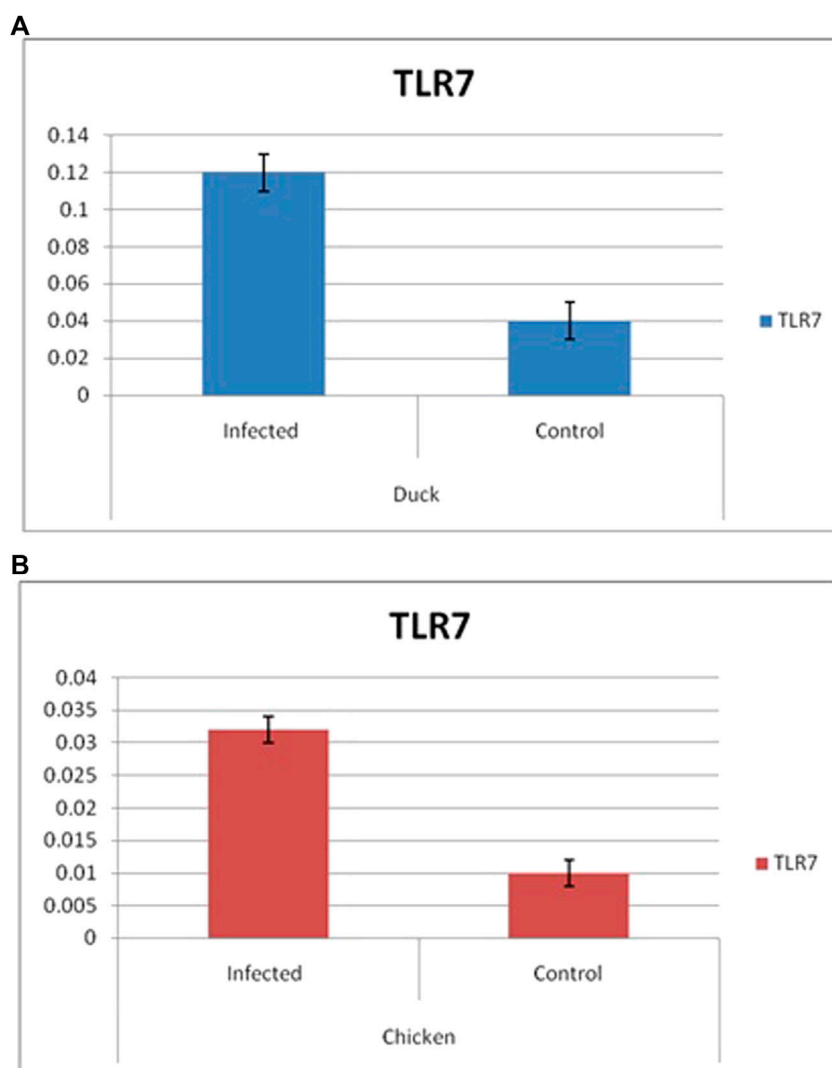 A
TLR7
0.14
0.12
0.1
0.08
0.06
0.04
0.02
0
TLR7
Infected
Control
Duck
B
TLR7
0.04
0.035
0.03
0.025
0.02
0.015
0.01
0.005
0
TLR7
Infected
Control
Chicken